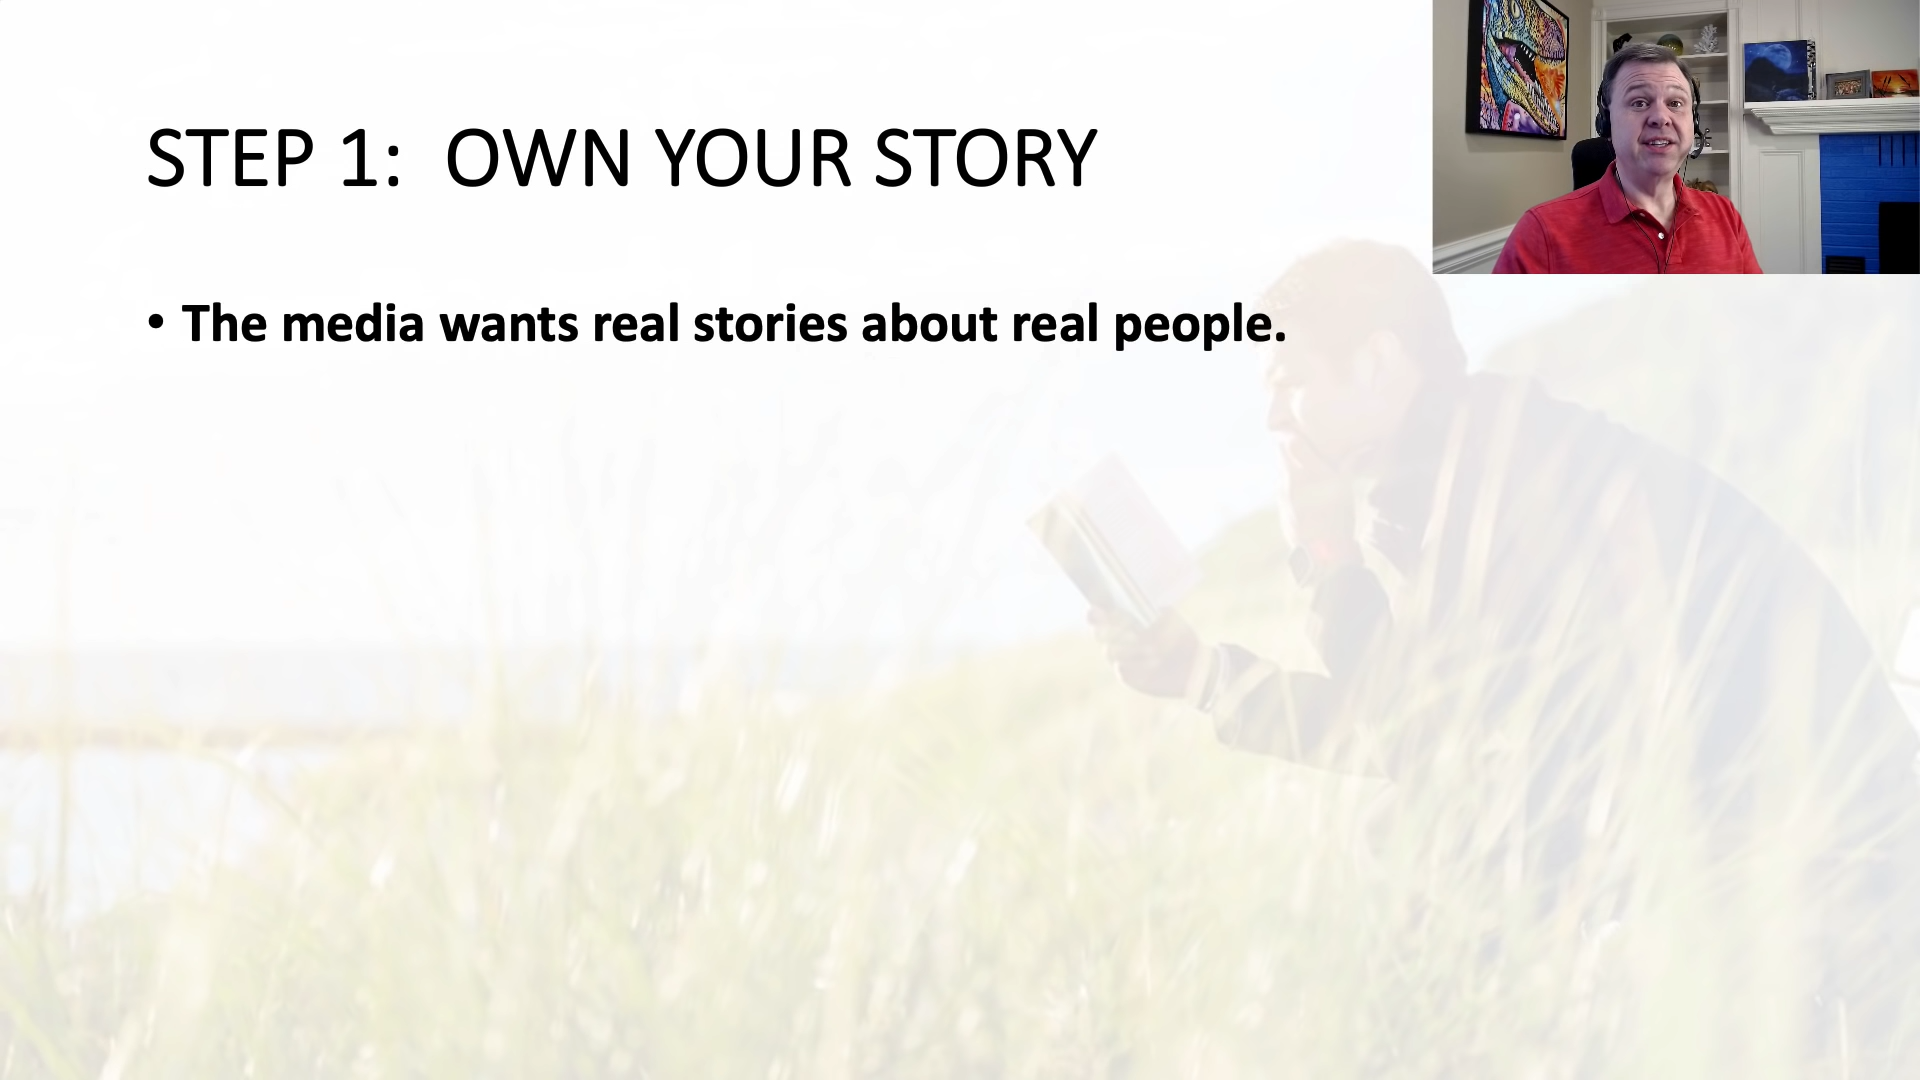 STEP 1: OWN YOUR STORY
• The media wants real stories about real people.